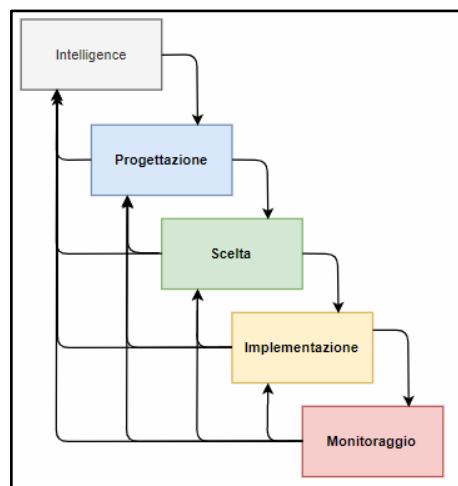 Intelligence
Progettazione
Scelta
Implementazione
Monitoraggio